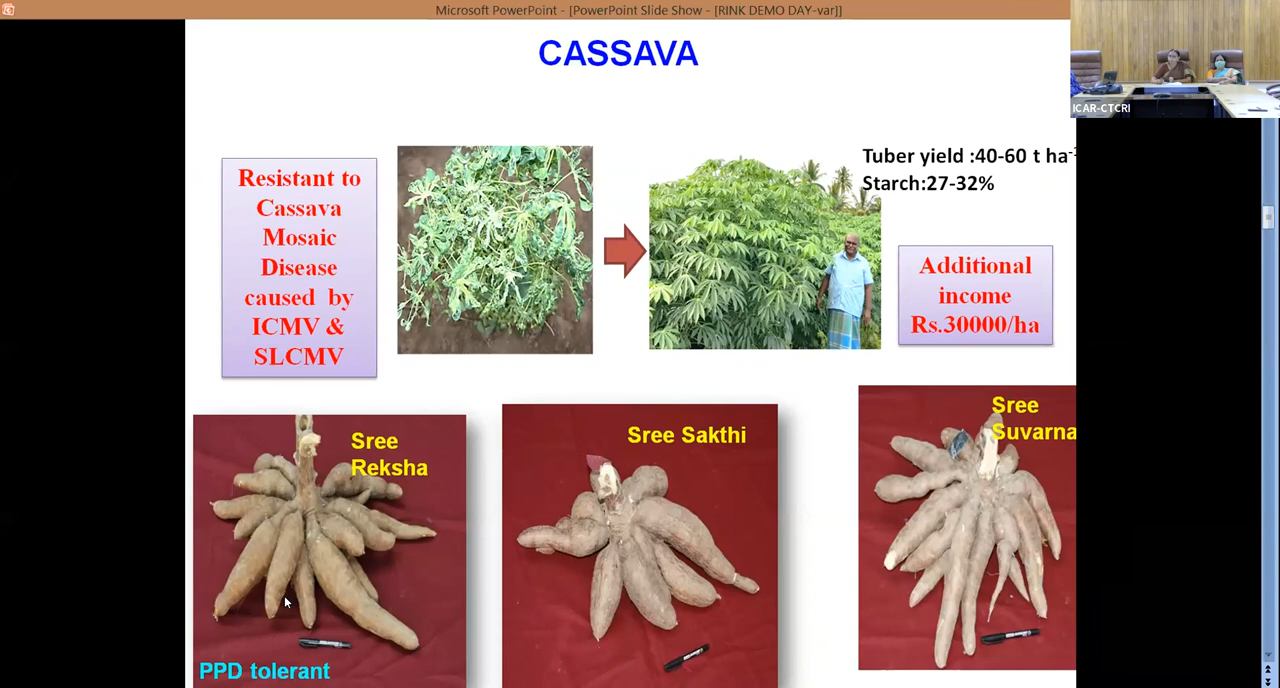 Microsoft PowerPoint - [PowerPoint Slide Show - [RINK DEMO DAY-var]]
CASSAVA
ICAR-CTCRI
Resistant to
Cassava
Mosaic
Disease
caused by
ICMV &
SLCMV
Tuber yield :40-60 t ha-1
Starch:27-32%
Additional
income
Rs.30000/ha
Sree
Reksha
PPD tolerant
Sree Sakthi
Sree
Suvarna